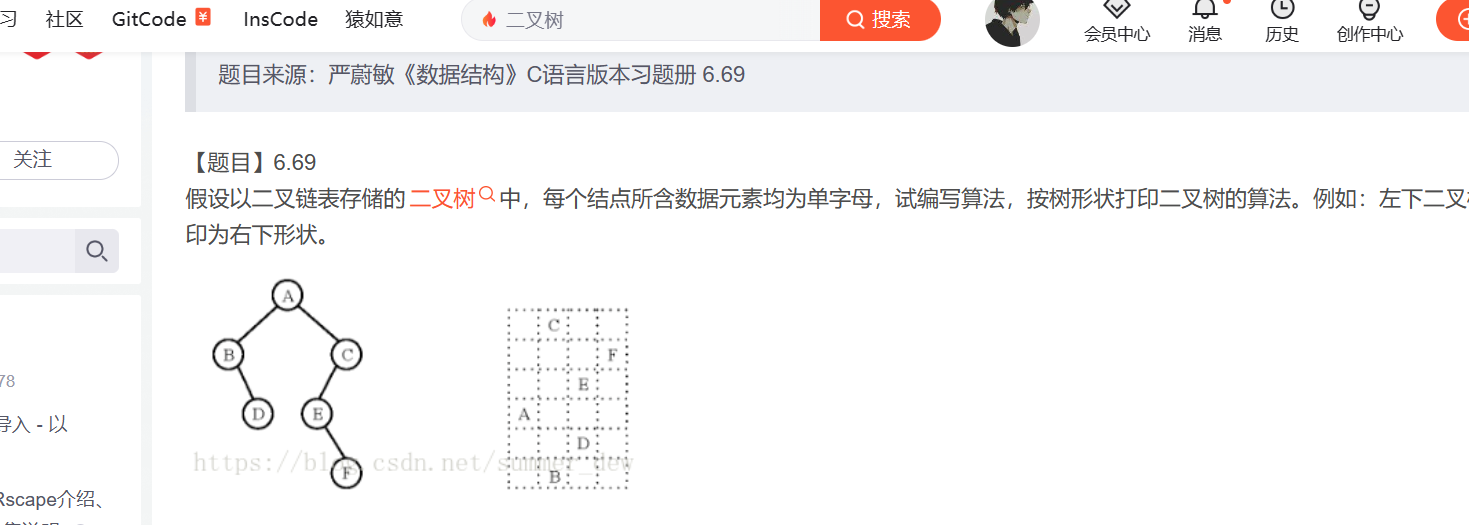 习 社区 GitCode ¥ InsCode 猿如意 二叉树 搜索 会员中心 消息 历史 创作中心
题目来源：严蔚敏《数据结构》C语言版本习题册 6.69
关注
【题目】6.69
假设以二叉链表存储的 二叉树 中，每个结点所含数据元素均为单字母，试编写算法，按树形状打印二叉树的算法。例如：左下二叉
印为右下形状。
A
B C
D E
F
C
F
E
A
D
B
78
导入 - 以
https://blog.csdn.net/summer_dew
Rscape介绍、